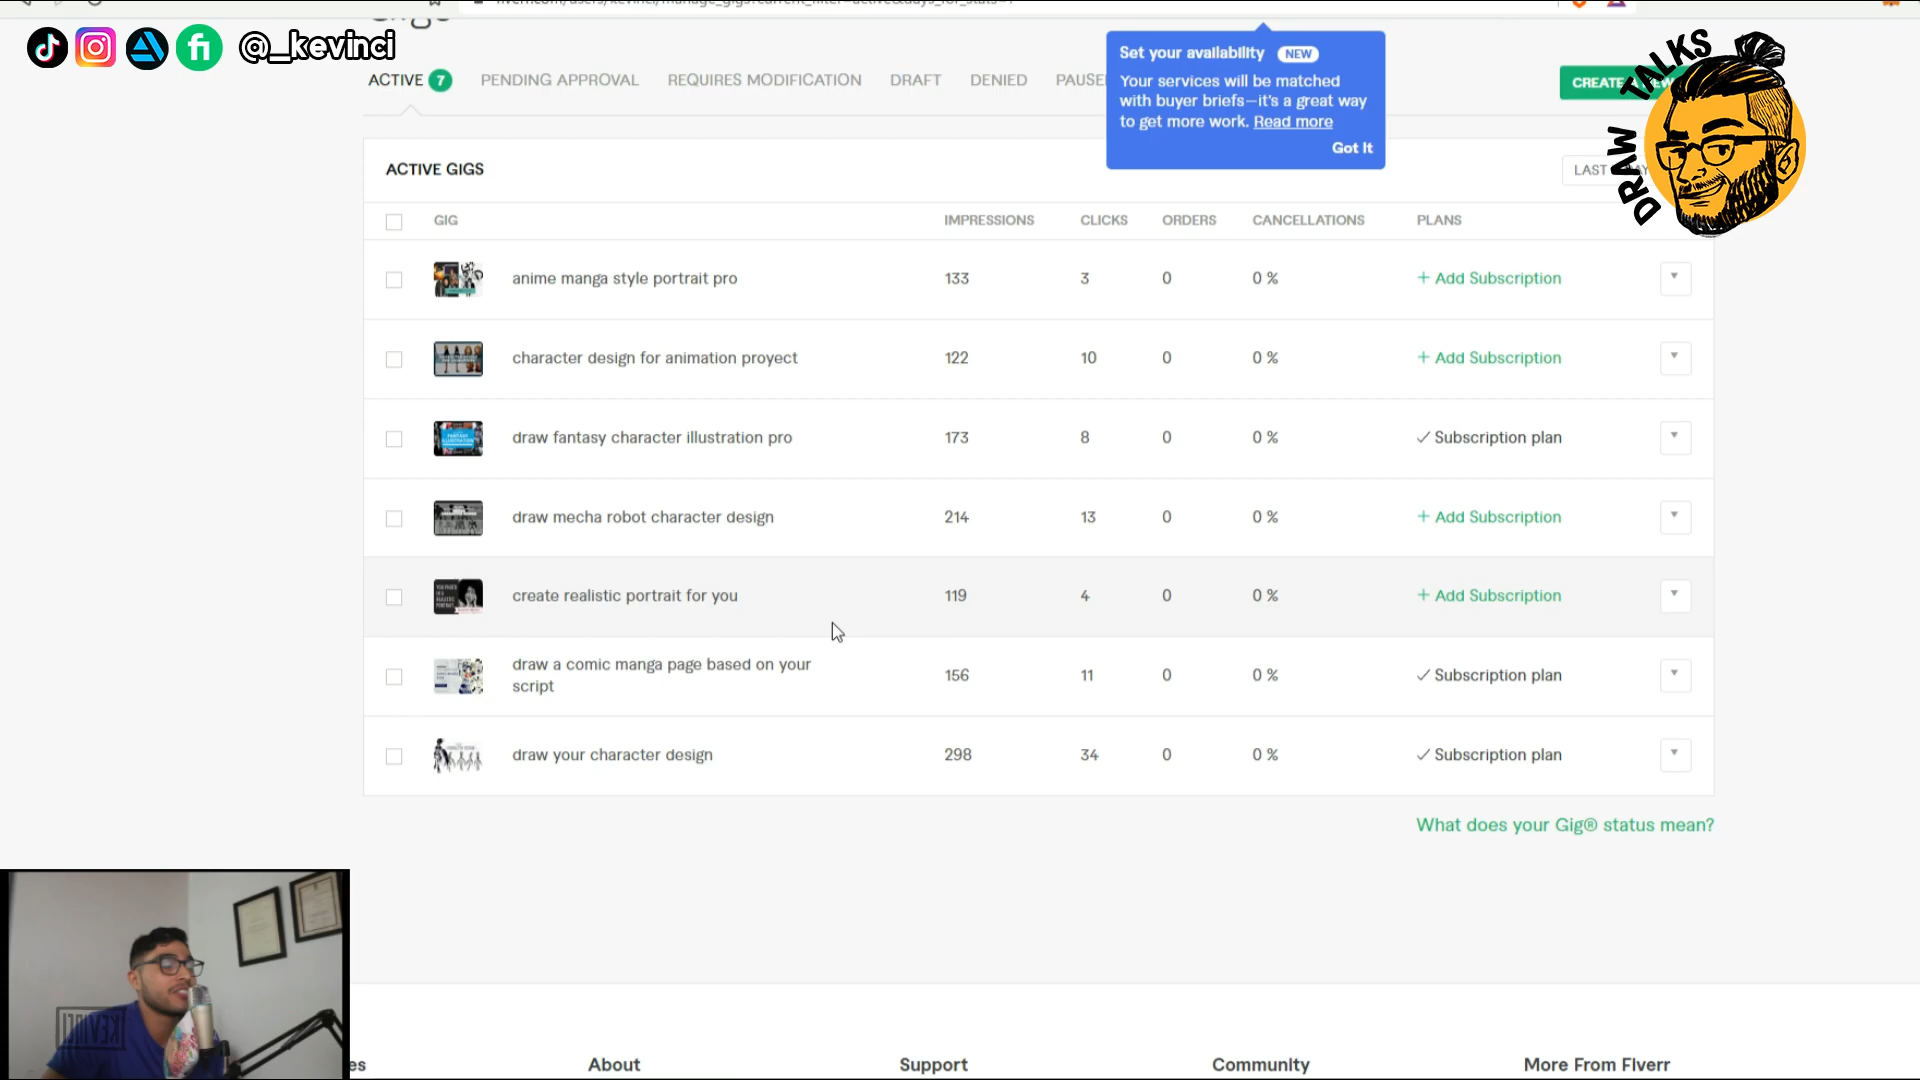 @_kevinci
ACTIVE 7
PENDING APPROVAL
REQUIRES MODIFICATION
DRAFT
DENIED
Set your availability NEW
Your services will be matched
with buyer briefs—it's a great way
to get more work. Read more
Got It
DRAW TALKS
ACTIVE GIGS
LAST
GIG IMPRESSIONS CLICKS ORDERS CANCELLATIONS PLANS
anime manga style portrait pro 133 3 0 0 % + Add Subscription
character design for animation proyect 122 10 0 0 % + Add Subscription
draw fantasy character illustration pro 173 8 0 0 % ✓ Subscription plan
draw mecha robot character design 214 13 0 0 % + Add Subscription
create realistic portrait for you 119 4 0 0 % + Add Subscription
draw a comic manga page based on your
script 156 11 0 0 % ✓ Subscription plan
draw your character design 298 34 0 0 % ✓ Subscription plan
What does your Gig® status mean?
KEVINCI
es
About
Support
Community
More From Fiverr